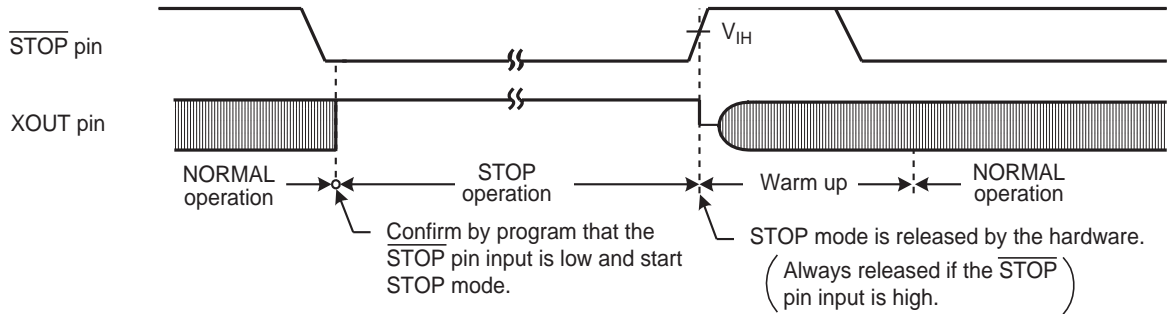 STOP pin
VIH
XOUT pin
NORMAL
operation
STOP
operation
Warm up
NORMAL
operation
Confirm by program that the
STOP pin input is low and start
STOP mode.
STOP mode is released by the hardware.
(Always released if the STOP
pin input is high.)